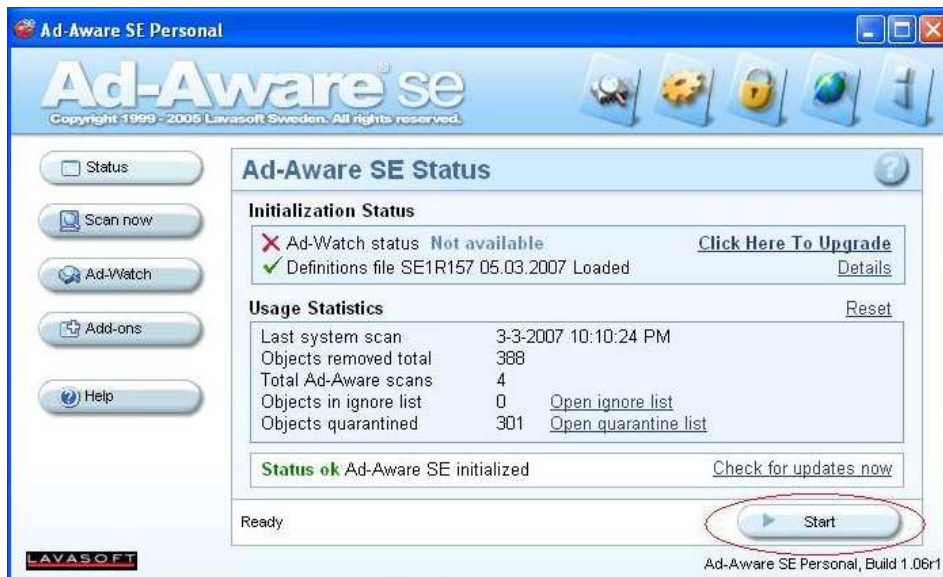 Ad-Aware SE Personal
Ad-Aware SE
Copyright 1999 - 2005 Lavasoft Sweden. All rights reserved.
Status
Scan now
Ad-Watch
Add-ons
Help
Ad-Aware SE Status
Initialization Status
Ad-Watch status Not available Click Here To Upgrade
Definitions file SE1R157 05.03.2007 Loaded Details
Usage Statistics Reset
Last system scan 3-3-2007 10:10:24 PM
Objects removed total 388
Total Ad-Aware scans 4
Objects in ignore list 0 Open ignore list
Objects quarantined 301 Open quarantine list
Status ok Ad-Aware SE initialized Check for updates now
Ready Start
LAVASOFT
Ad-Aware SE Personal, Build 1.06r1